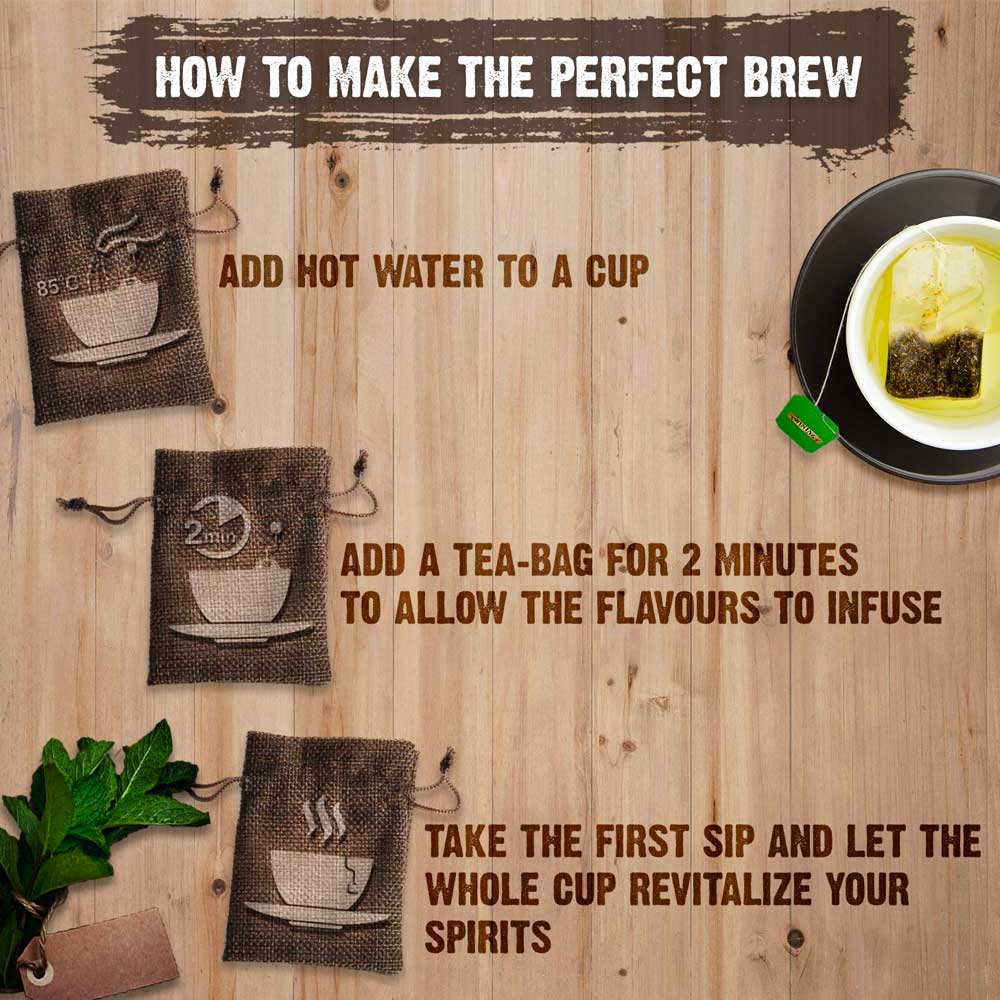 HOW TO MAKE THE PERFECT BREW
85°C
ADD HOT WATER TO A CUP
2min
ADD A TEA-BAG FOR 2 MINUTES
TO ALLOW THE FLAVOURS TO INFUSE
TAKE THE FIRST SIP AND LET THE
WHOLE CUP REVITALIZE YOUR
SPIRITS